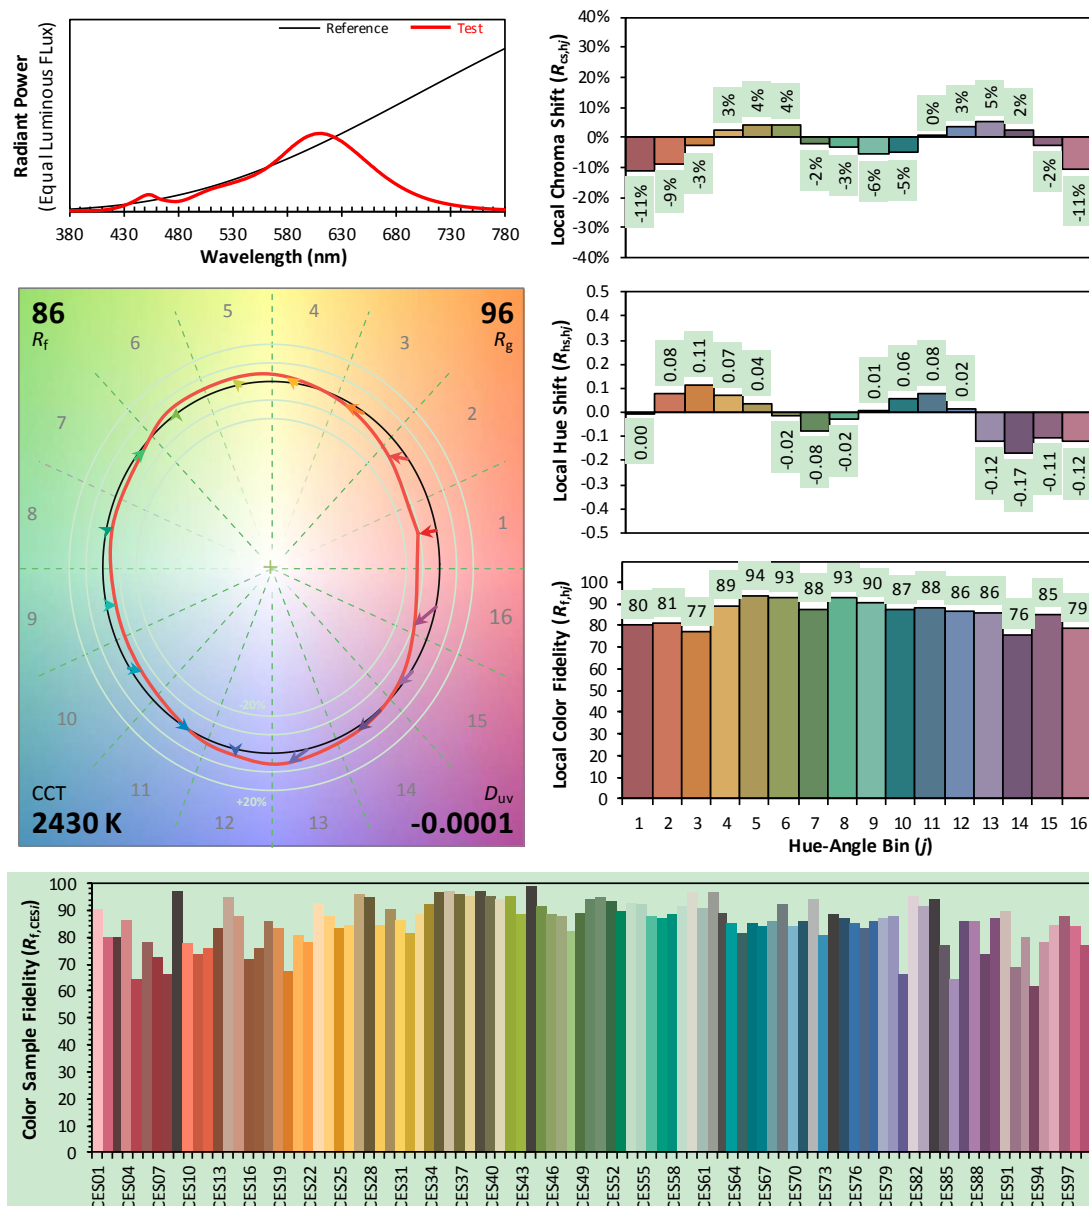 Reference
Test
Radiant Power
(Equal Luminous FLux)
380 430 480 530 580 630 680 730 780
Wavelength (nm)
Local Chroma Shift (Rcs,hj)
40%
30%
20%
10%
0%
-10%
-20%
-30%
-40%
-11% -9% -3% 3% 4% 4% -2% -3% -6% -5% 0% 3% 5% 2% -2% -11%
86
Rf
96
Rg
5 4
6 3
7 2
8 1
9 16
10 15
11 14
12 13
-20%
+20%
CCT
2430 K
Duv
-0.0001
Local Hue Shift (Rhs,hj)
0.5
0.4
0.3
0.2
0.1
0.0
-0.1
-0.2
-0.3
-0.4
-0.5
0.00 0.08 0.11 0.07 0.04 -0.02 -0.08 -0.02 0.01 0.06 0.08 0.02 -0.12 -0.17 -0.11 -0.12
Local Color Fidelity (Rf,hj)
100
90
80
70
60
50
40
30
20
10
0
80 81 77 89 94 93 88 93 90 87 88 86 86 76 85 79
1 2 3 4 5 6 7 8 9 10 11 12 13 14 15 16
Hue-Angle Bin (j)
Color Sample Fidelity (Rf,CESi)
100
90
80
70
60
50
40
30
20
10
0
CES01 CES04 CES07 CES10 CES13 CES16 CES19 CES22 CES25 CES28 CES31 CES34 CES37 CES40 CES43 CES46 CES49 CES52 CES55 CES58 CES61 CES64 CES67 CES70 CES73 CES76 CES79 CES82 CES85 CES88 CES91 CES94 CES97